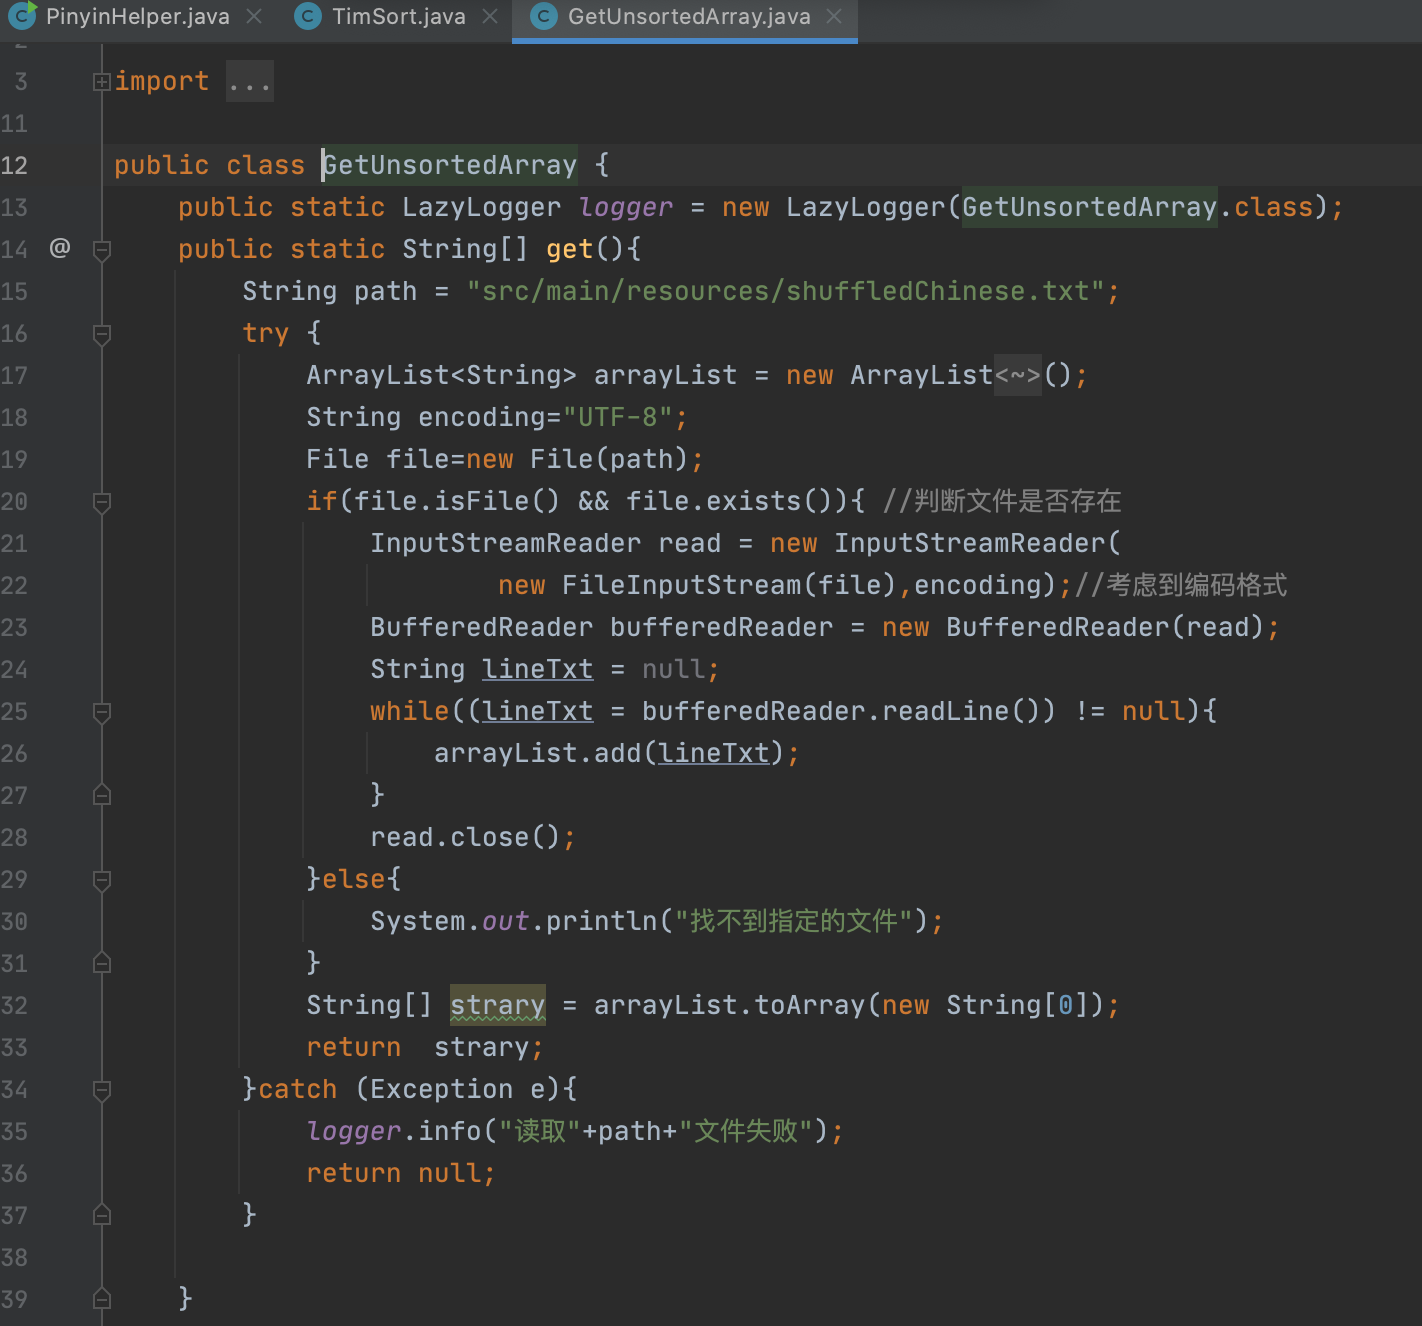 PinyinHelper.java TimSort.java GetUnsortedArray.java
3 import ...
11
12 public class GetUnsortedArray {
13     public static LazyLogger logger = new LazyLogger(GetUnsortedArray.class);
14 @     public static String[] get(){
15         String path = "src/main/resources/shuffledChinese.txt";
16         try {
17             ArrayList<String> arrayList = new ArrayList<~>();
18             String encoding="UTF-8";
19             File file=new File(path);
20             if(file.isFile() && file.exists()){ //判断文件是否存在
21                 InputStreamReader read = new InputStreamReader(
22                         new FileInputStream(file),encoding);//考虑到编码格式
23                 BufferedReader bufferedReader = new BufferedReader(read);
24                 String lineTxt = null;
25                 while((lineTxt = bufferedReader.readLine()) != null){
26                     arrayList.add(lineTxt);
27                 }
28                 read.close();
29             }else{
30                 System.out.println("找不到指定的文件");
31             }
32             String[] strary = arrayList.toArray(new String[0]);
33             return  strary;
34         }catch (Exception e){
35             logger.info("读取"+path+"文件失败");
36             return null;
37         }
38
39     }